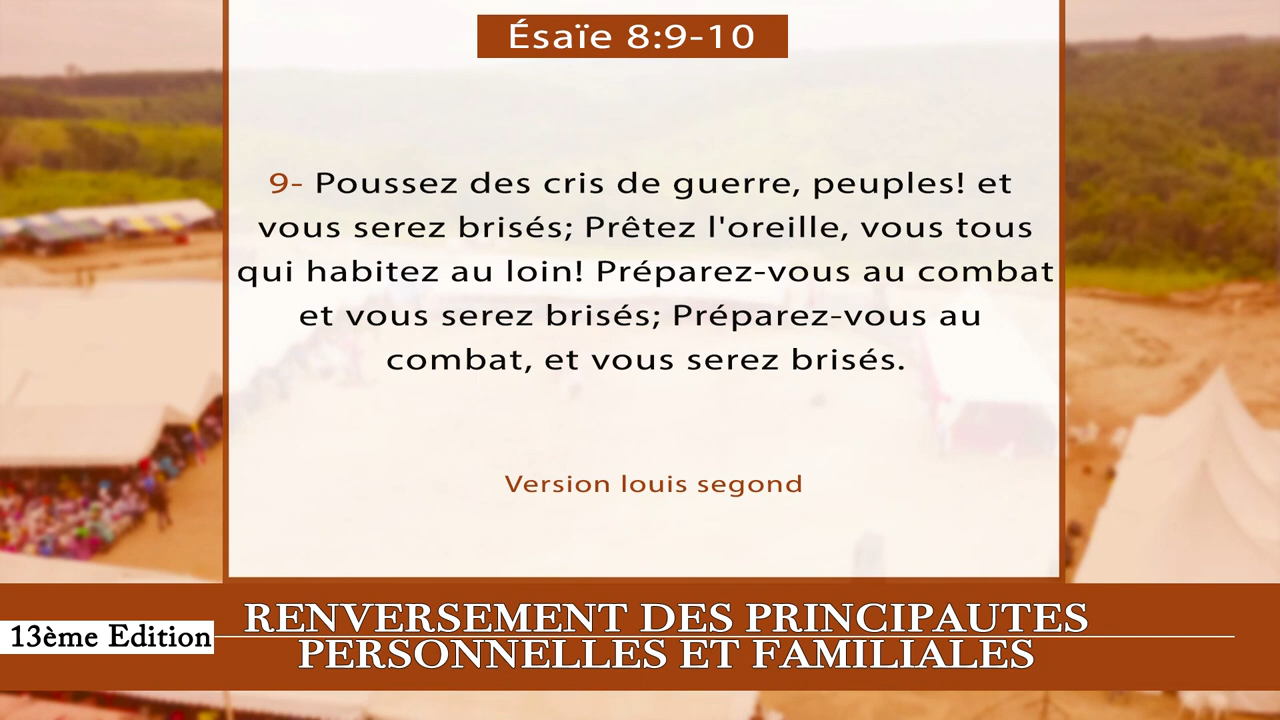 Ésaïe 8:9-10
9- Poussez des cris de guerre, peuples! et
vous serez brisés; Prêtez l'oreille, vous tous
qui habitez au loin! Préparez-vous au combat
et vous serez brisés; Préparez-vous au
combat, et vous serez brisés.
Version louis segond
13ème Edition
RENVERSEMENT DES PRINCIPAUTES
PERSONNELLES ET FAMILIALES